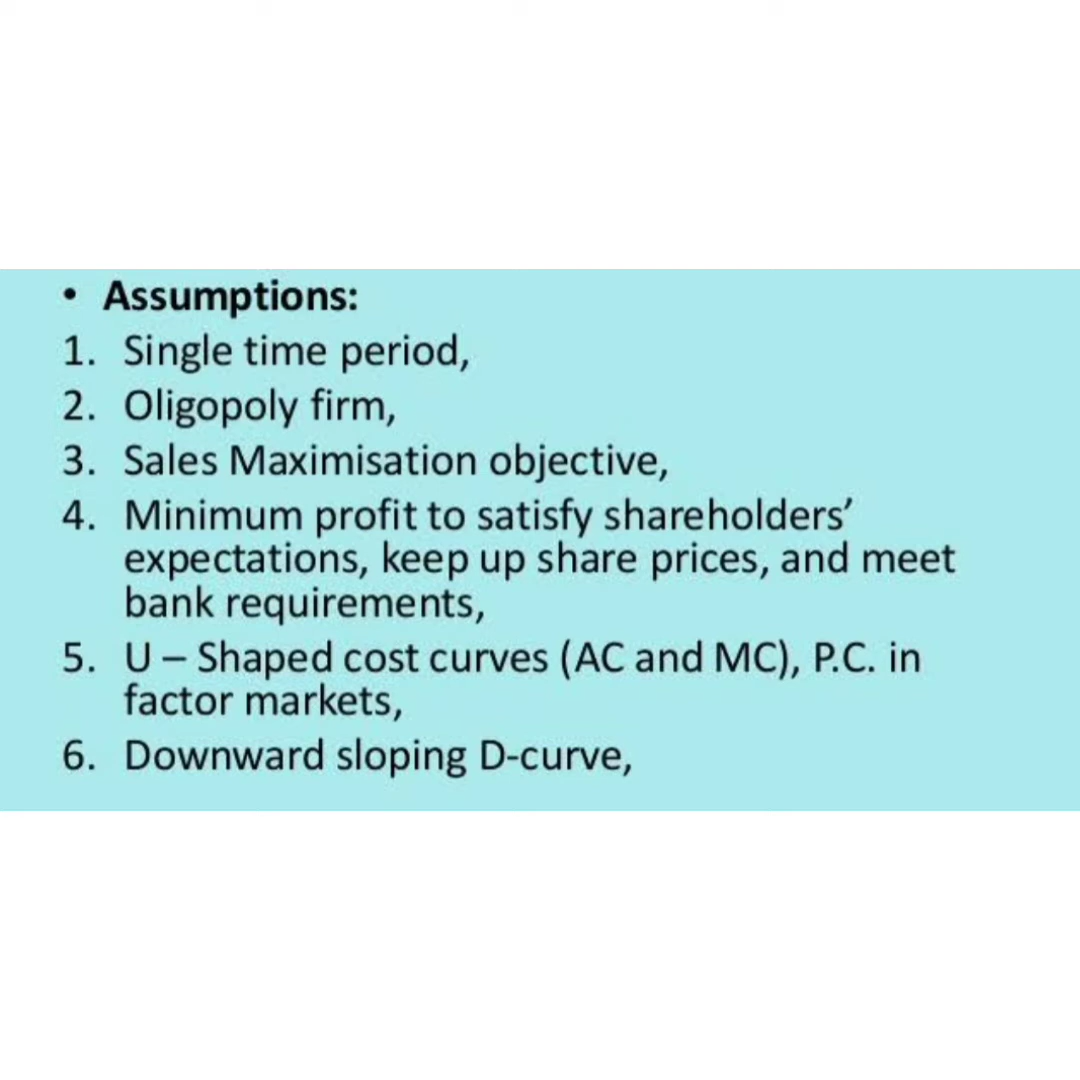 • Assumptions:
1. Single time period,
2. Oligopoly firm,
3. Sales Maximisation objective,
4. Minimum profit to satisfy shareholders’
expectations, keep up share prices, and meet
bank requirements,
5. U – Shaped cost curves (AC and MC), P.C. in
factor markets,
6. Downward sloping D-curve,